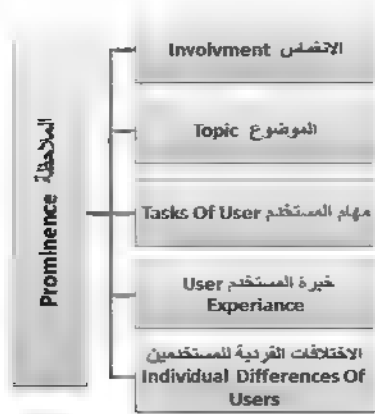 الملاحظة Prominence
الانغماس Involvment
الموضوع Topic
مهام المستخدم Tasks Of User
خبرة المستخدم User
Experiance
الاختلافات الفردية للمستخدمين
Individual Differences Of
Users